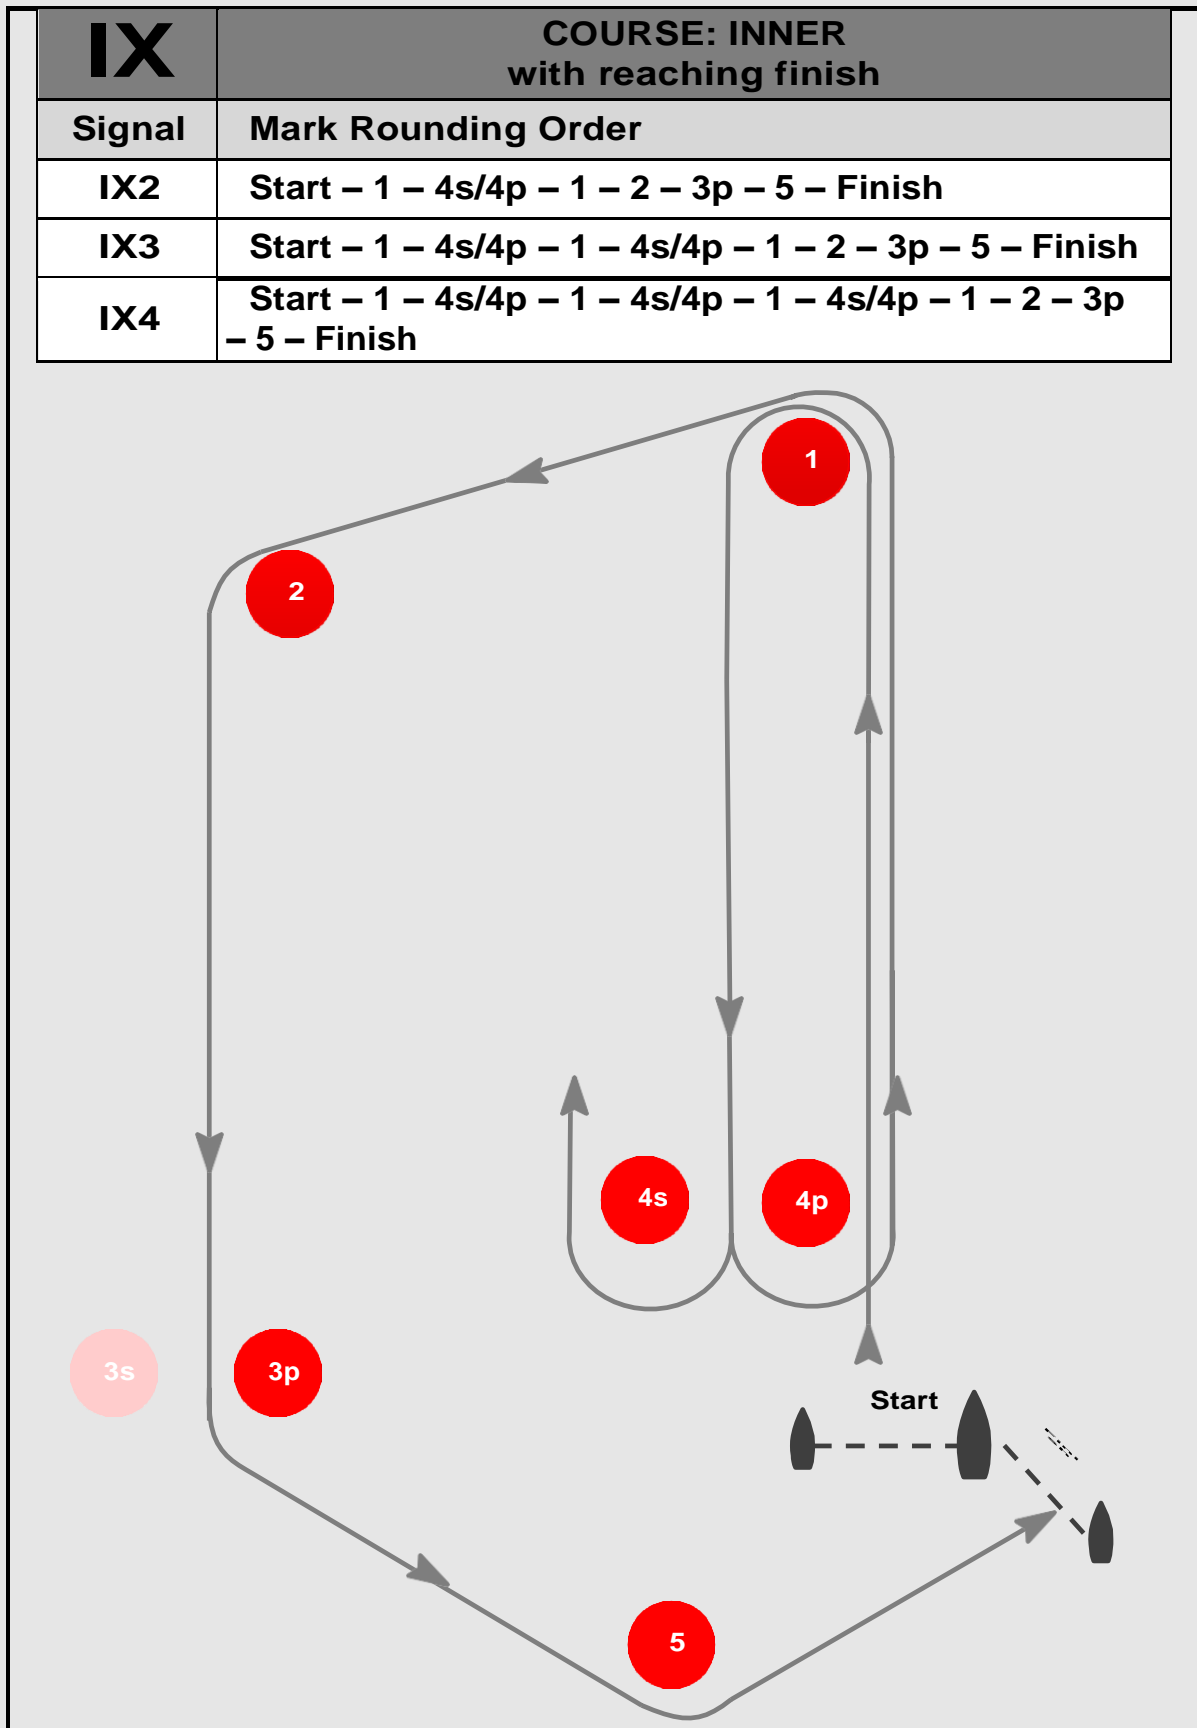 IX
COURSE: INNER
with reaching finish
Signal
Mark Rounding Order
IX2
Start – 1 – 4s/4p – 1 – 2 – 3p – 5 – Finish
IX3
Start – 1 – 4s/4p – 1 – 4s/4p – 1 – 2 – 3p – 5 – Finish
IX4
Start – 1 – 4s/4p – 1 – 4s/4p – 1 – 4s/4p – 1 – 2 – 3p
– 5 – Finish
1
2
4s
4p
3s
3p
Start
5